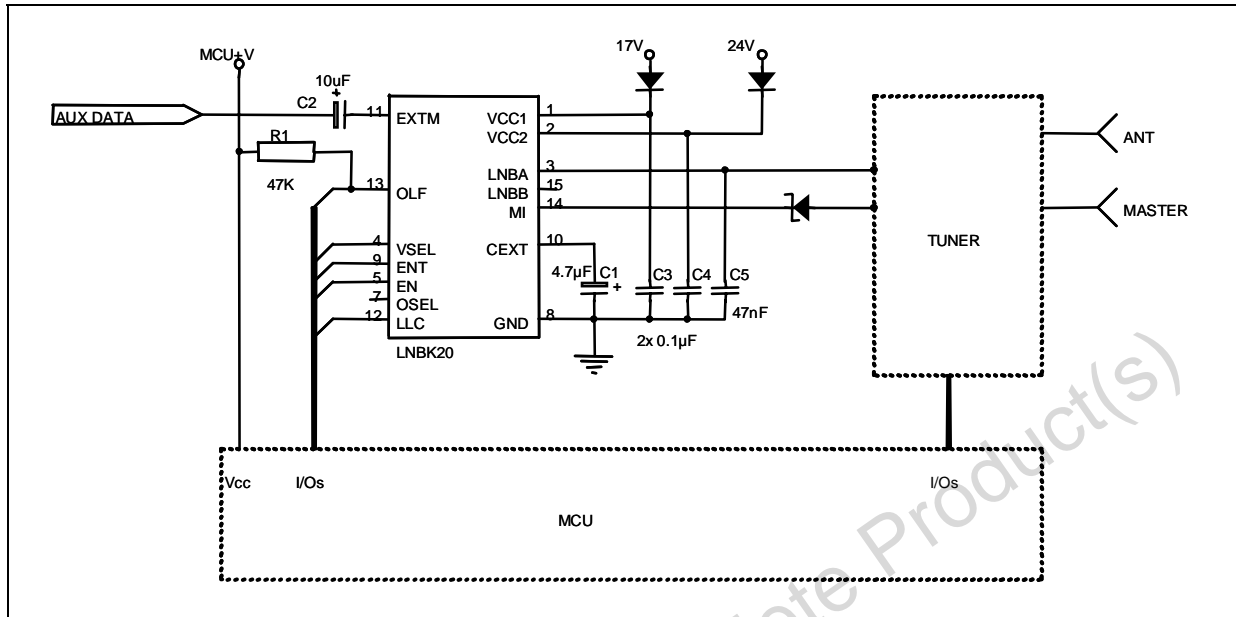 MCU+V
17V
24V
10uF
+
C2
AUX DATA
11
EXTM
VCC1
1
VCC2
2
R1
47K
LNBA
3
LNBB
15
13
OLF
MI
14
4
VSEL
CEXT
10
9
ENT
5
EN
7
OSEL
12
LLC
GND
8
LNBK20
4.7µF
C1
+
C3
C4
C5
47nF
2x 0.1µF
TUNER
ANT
MASTER
Vcc
I/Os
I/Os
MCU
Product(s)